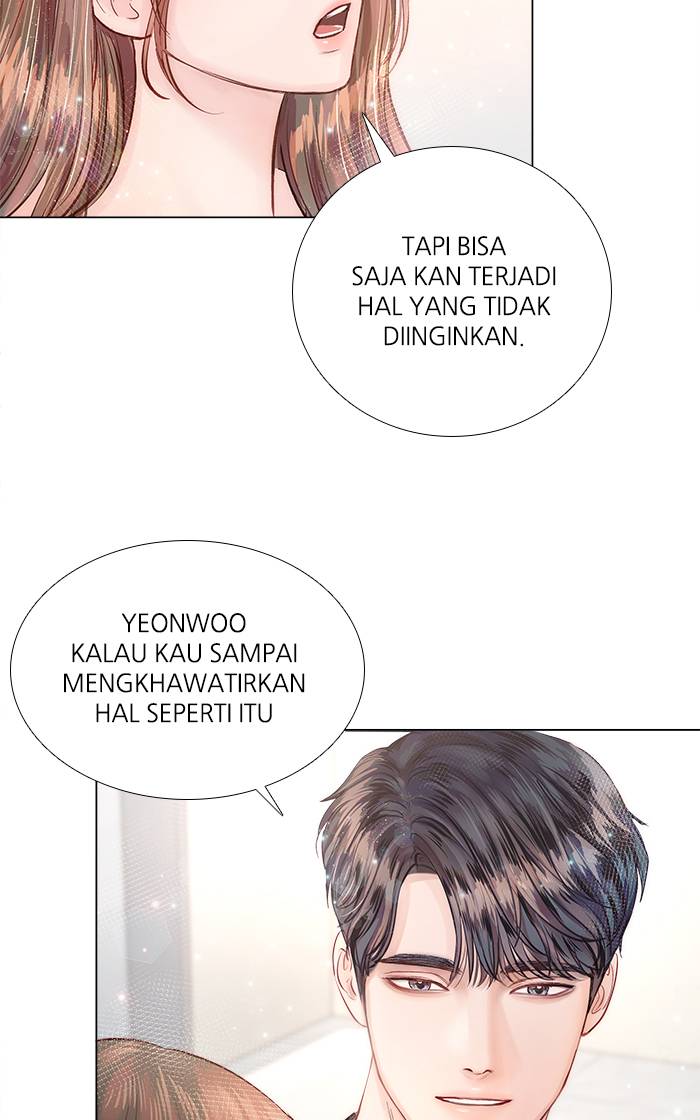 TAPI BISA
SAJA KAN TERJADI
HAL YANG TIDAK
DIINGINKAN.
YEONWOO
KALAU KAU SAMPAI
MENGKHAWATIRKAN
HAL SEPERTI ITU